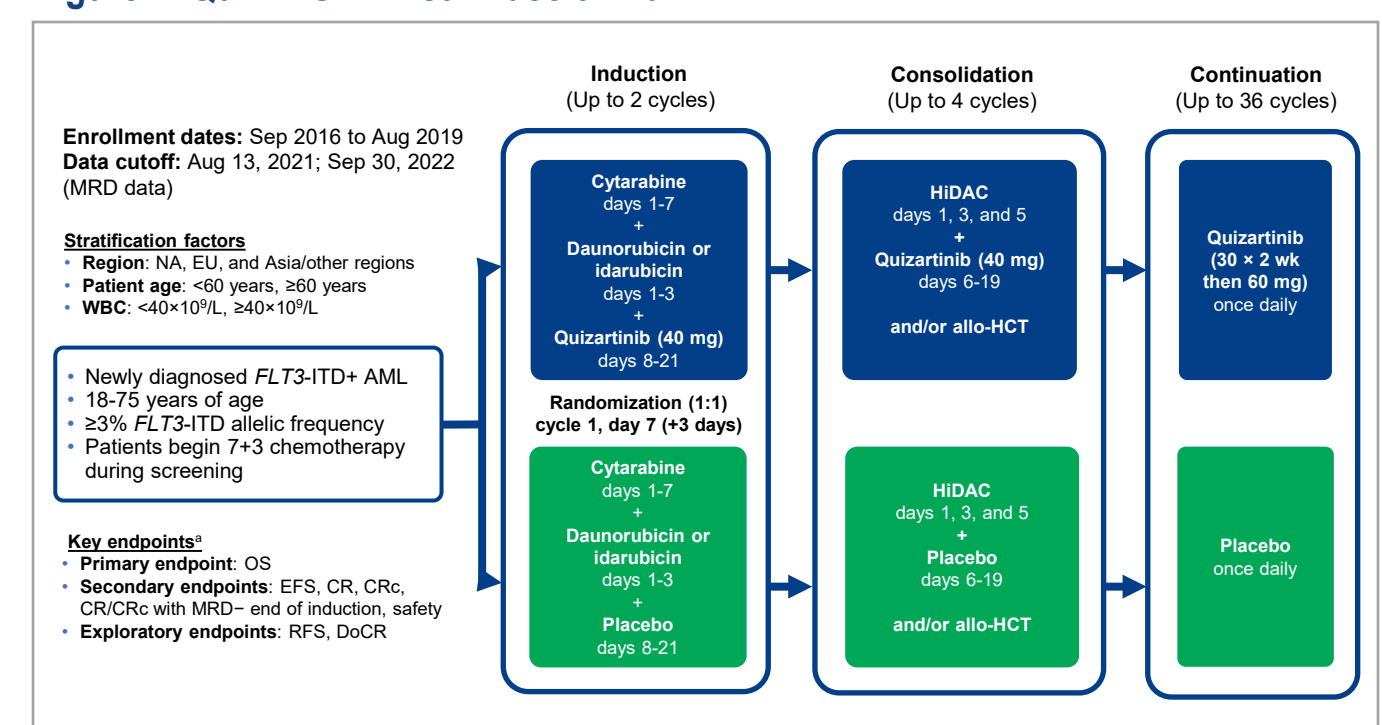 Induction
(Up to 2 cycles)
Consolidation
(Up to 4 cycles)
Continuation
(Up to 36 cycles)
Enrollment dates: Sep 2016 to Aug 2019
Data cutoff: Aug 13, 2021; Sep 30, 2022
(MRD data)
Stratification factors
• Region: NA, EU, and Asia/other regions
• Patient age: <60 years, ≥60 years
• WBC: <40×10⁹/L, ≥40×10⁹/L
• Newly diagnosed FLT3-ITD+ AML
• 18-75 years of age
• ≥3% FLT3-ITD allelic frequency
• Patients begin 7+3 chemotherapy
during screening
Key endpointsᵃ
• Primary endpoint: OS
• Secondary endpoints: EFS, CR, CRc,
CR/CRc with MRD− end of induction, safety
• Exploratory endpoints: RFS, DoCR
Cytarabine
days 1-7
+
Daunorubicin or
idarubicin
days 1-3
+
Quizartinib (40 mg)
days 8-21
Randomization (1:1)
cycle 1, day 7 (+3 days)
Cytarabine
days 1-7
+
Daunorubicin or
idarubicin
days 1-3
+
Placebo
days 8-21
HiDAC
days 1, 3, and 5
+
Quizartinib (40 mg)
days 6-19
and/or allo-HCT
HiDAC
days 1, 3, and 5
+
Placebo
days 6-19
and/or allo-HCT
Quizartinib
(30 × 2 wk
then 60 mg)
once daily
Placebo
once daily